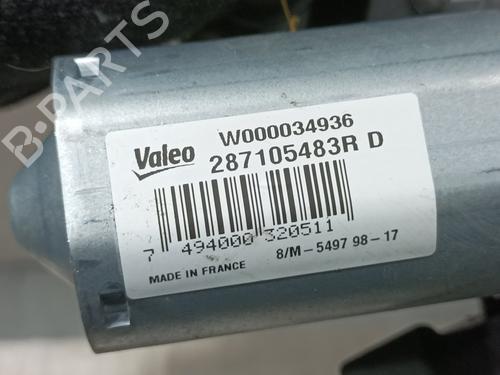 B-PARTS
Valeo
W000034936
287105483R D
7 494000 320511
MADE IN FRANCE
8/M-5497 98-17